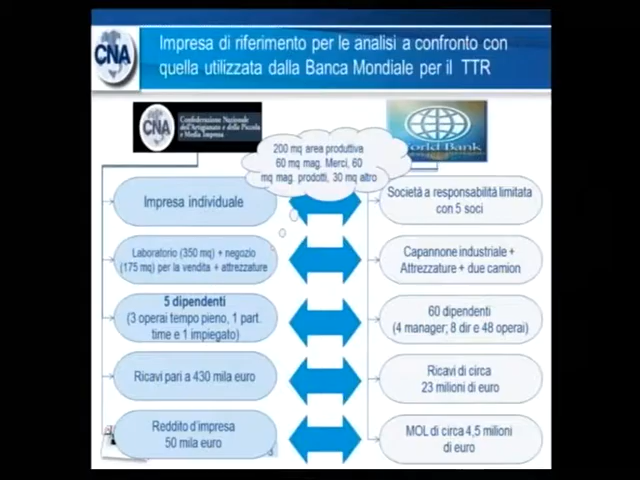 CNA
Impresa di riferimento per le analisi a confronto con
quella utilizzata dalla Banca Mondiale per il TTR
CNA
Confederazione Nazionale
dell'Artigianato e della Piccola
e Media Impresa
World Bank
200 mq area produttiva
60 mq mag. Merci, 60
mq mag. prodotti, 30 mq altro
Impresa individuale
Società a responsabilità limitata
con 5 soci
Laboratorio (350 mq) + negozio
(175 mq) per la vendita + attrezzature
Capannone industriale +
Attrezzature + due camion
5 dipendenti
(3 operai tempo pieno, 1 part.
time e 1 impiegato)
60 dipendenti
(4 manager; 8 dir e 48 operai)
Ricavi pari a 430 mila euro
Ricavi di circa
23 milioni di euro
Reddito d'impresa
50 mila euro
MOL di circa 4,5 milioni
di euro